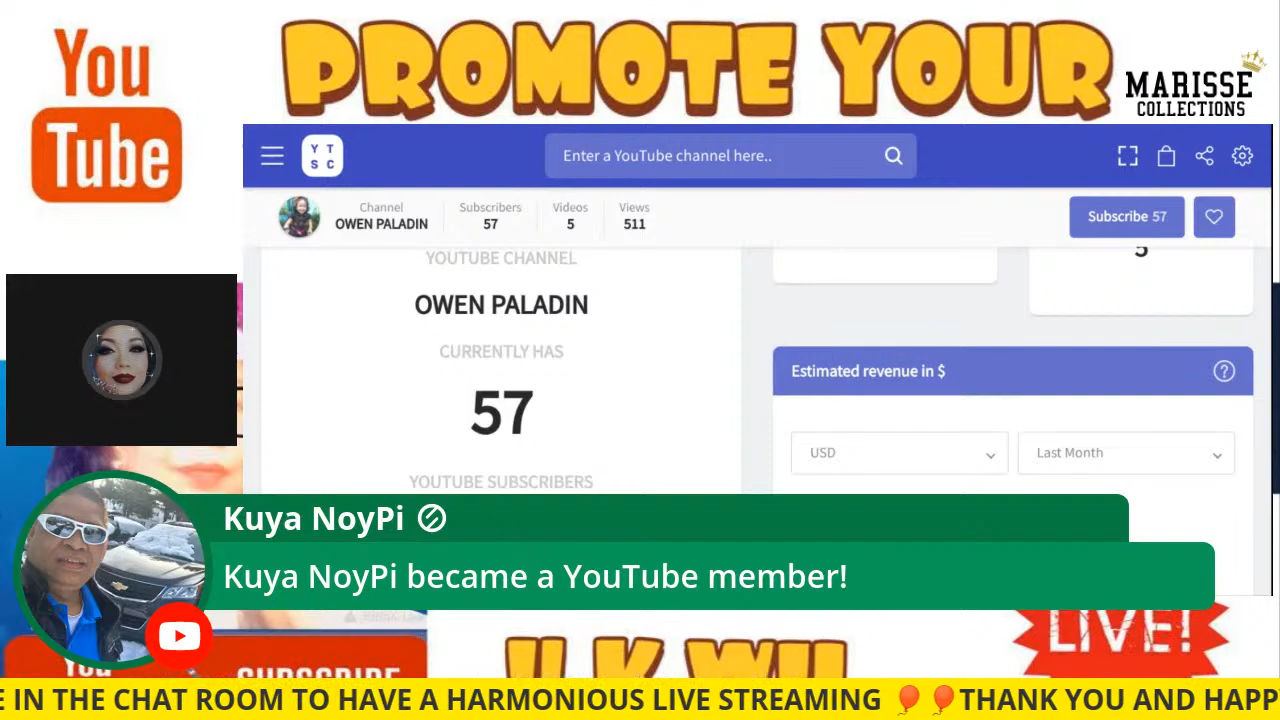 You
Tube
PROMOTE YOUR
MARISSE
COLLECTIONS
Y T
S C
Enter a YouTube channel here..
Channel
OWEN PALADIN
Subscribers
57
Videos
5
Views
511
Subscribe 57
YOUTUBE CHANNEL
OWEN PALADIN
CURRENTLY HAS
57
YOUTUBE SUBSCRIBERS
5
Estimated revenue in $
USD
Last Month
Kuya NoyPi
Kuya NoyPi became a YouTube member!
LIVE!
You
SUBSCRIBE
E IN THE CHAT ROOM TO HAVE A HARMONIOUS LIVE STREAMING 🎈🎈THANK YOU AND HAPP